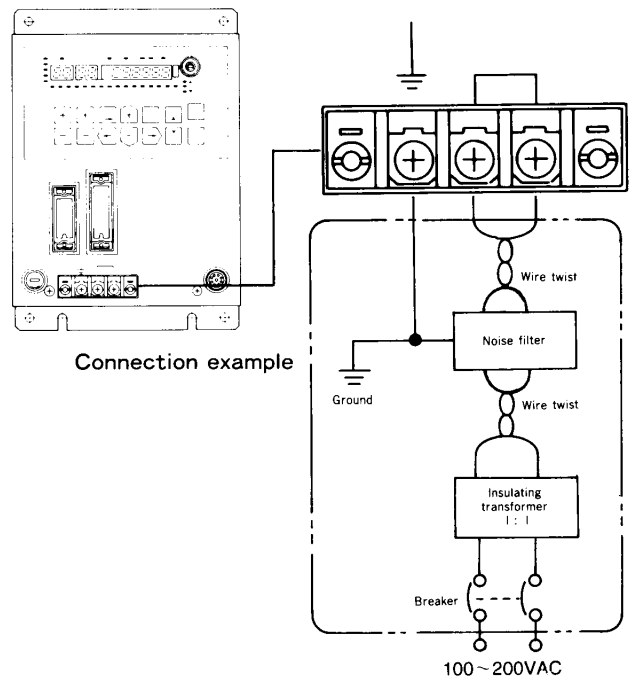 Connection example
Wire twist
Noise filter
Ground
Wire twist
Insulating
transformer
1 : 1
Breaker
100~200VAC